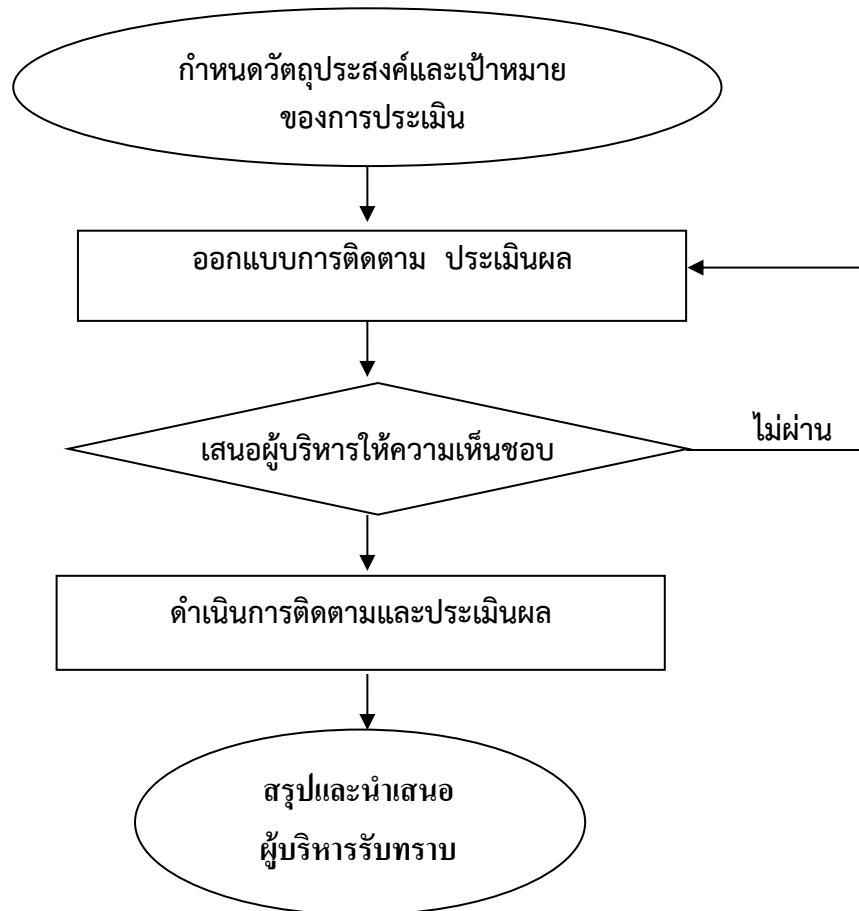 กำหนดวัตถุประสงค์และเป้าหมาย
ของการประเมิน
ออกแบบการติดตาม ประเมินผล
เสนอผู้บริหารให้ความเห็นชอบ
ไม่ผ่าน
ดำเนินการติดตามและประเมินผล
สรุปและนำเสนอ
ผู้บริหารรับทราบ